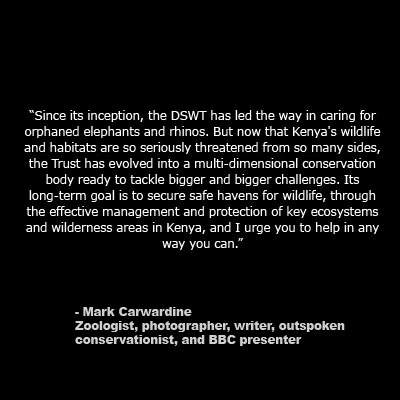 “Since its inception, the DSWT has led the way in caring for
orphaned elephants and rhinos. But now that Kenya's wildlife
and habitats are so seriously threatened from so many sides,
the Trust has evolved into a multi-dimensional conservation
body ready to tackle bigger and bigger challenges. Its
long-term goal is to secure safe havens for wildlife, through
the effective management and protection of key ecosystems
and wilderness areas in Kenya, and I urge you to help in any
way you can.”
- Mark Carwardine
Zoologist, photographer, writer, outspoken
conservationist, and BBC presenter